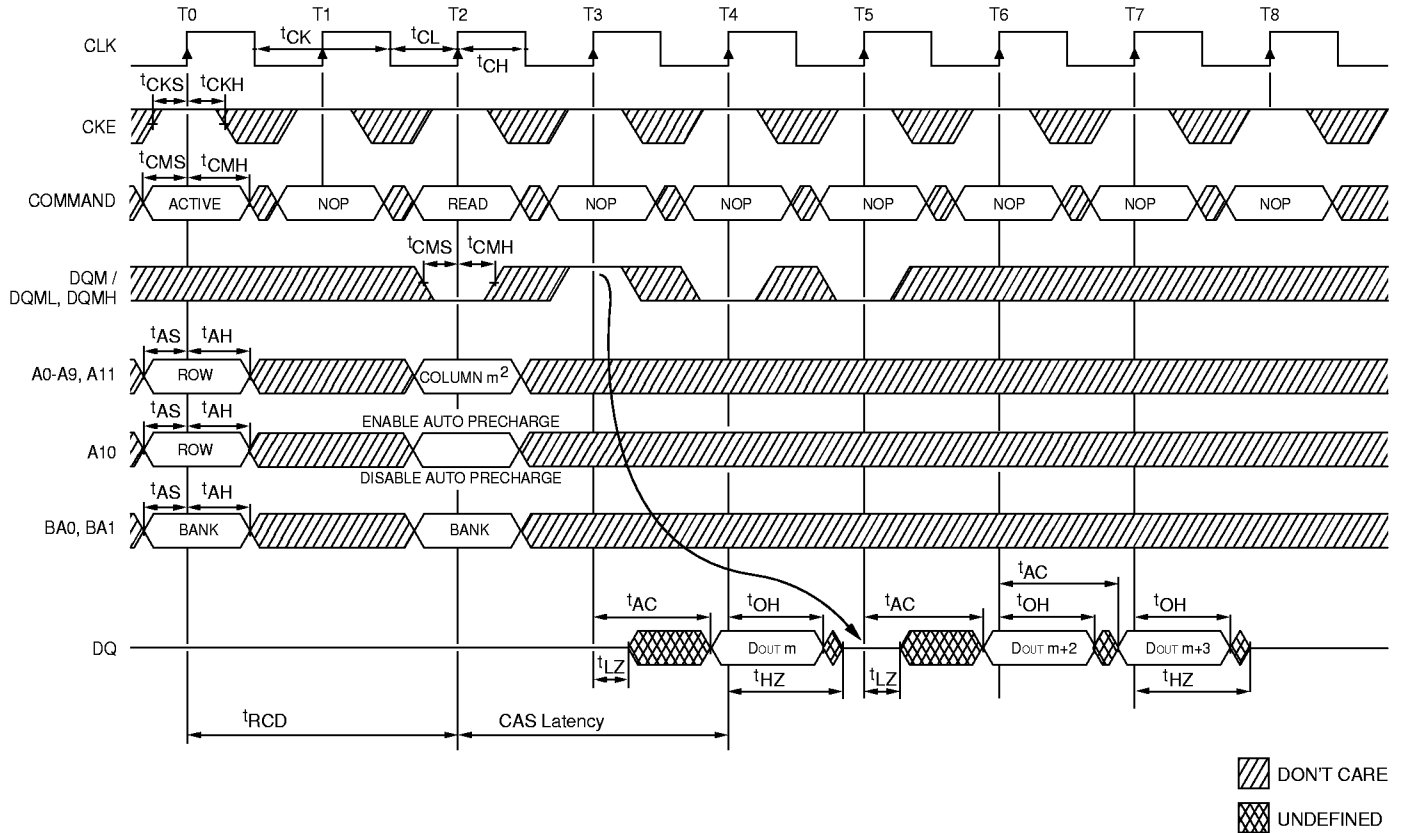 T0 T1 T2 T3 T4 T5 T6 T7 T8
CLK tCK tCL tCH
tCKS tCKH
CKE
tCMS tCMH
COMMAND ACTIVE NOP READ NOP NOP NOP NOP NOP NOP
tCMS tCMH
DQM /
DQML, DQMH
tAS tAH
A0-A9, A11 ROW COLUMN m2
tAS tAH ENABLE AUTO PRECHARGE
A10 ROW
DISABLE AUTO PRECHARGE
tAS tAH
BA0, BA1 BANK BANK
tAC
tAC tOH tAC tOH tOH
DQ DOUT m DOUT m+2 DOUT m+3
tLZ tHZ tLZ tHZ
tRCD CAS Latency
DON'T CARE
UNDEFINED